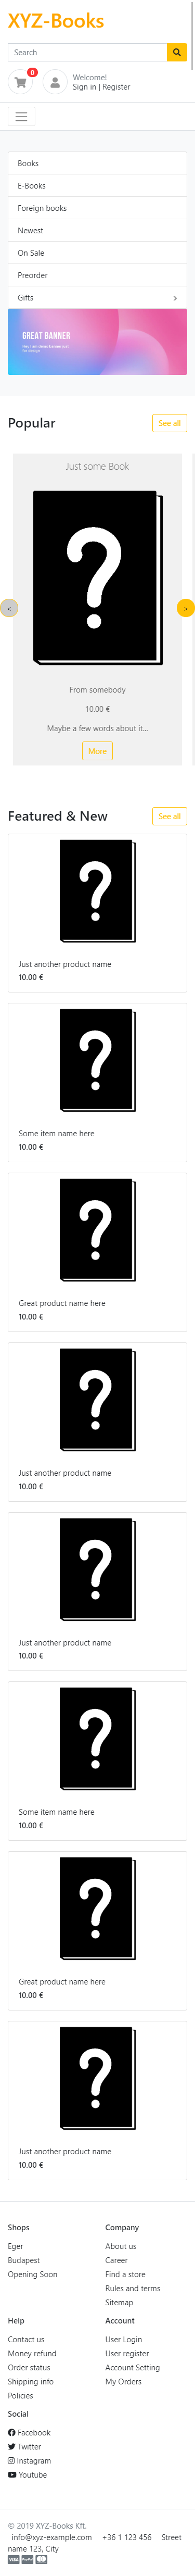 XYZ-Books
Search
0
Welcome!
Sign in | Register
Books
E-Books
Foreign books
Newest
On Sale
Preorder
Gifts >
GREAT BANNER
Popular
See all
Just some Book
?
<
>
From somebody
10.00 €
Maybe a few words about it...
More
Featured & New
See all
?
Just another product name
10.00 €
?
Some item name here
10.00 €
?
Great product name here
10.00 €
?
Just another product name
10.00 €
?
Just another product name
10.00 €
?
Some item name here
10.00 €
?
Great product name here
10.00 €
?
Just another product name
10.00 €
Shops
Eger
Budapest
Opening Soon
Company
About us
Career
Find a store
Rules and terms
Sitemap
Help
Contact us
Money refund
Order status
Shipping info
Policies
Account
User Login
User register
Account Setting
My Orders
Social
Facebook
Twitter
Instagram
Youtube
© 2019 XYZ-Books Kft.
info@xyz-example.com +36 1 123 456 Street
name 123, City
VISA PayPal